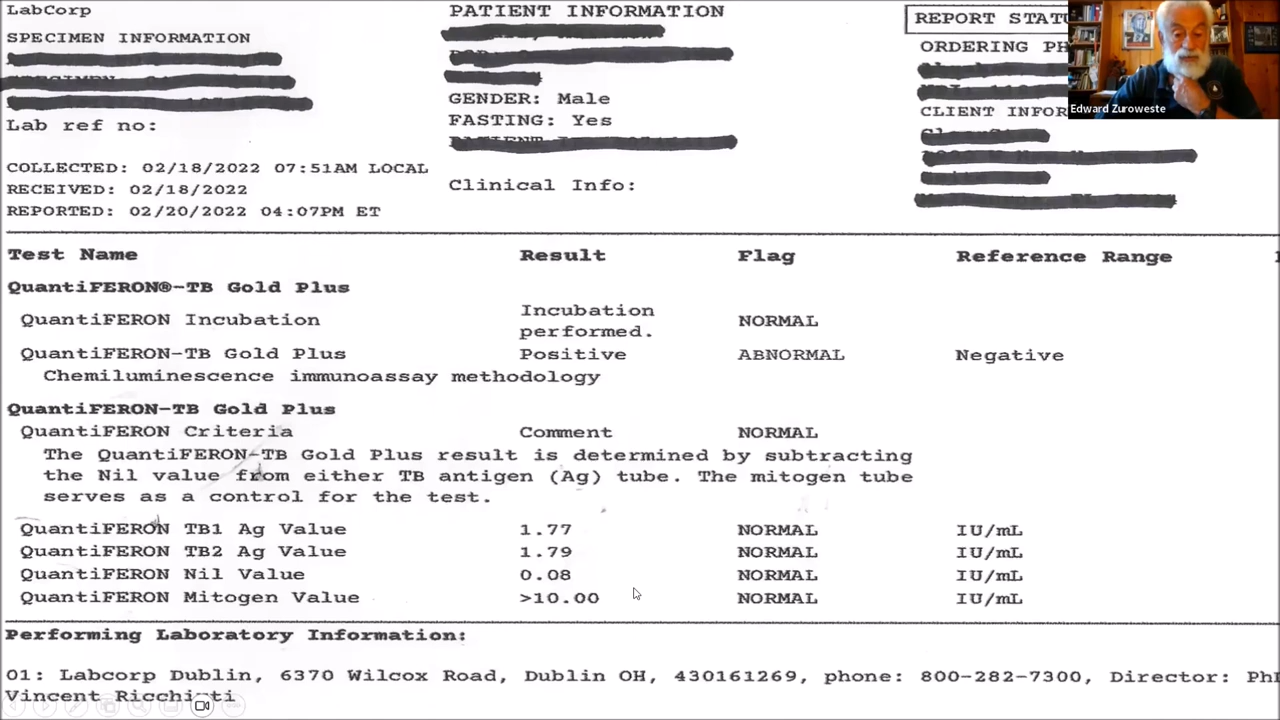 LabCorp
SPECIMEN INFORMATION
Lab ref no:
COLLECTED: 02/18/2022 07:51AM LOCAL
RECEIVED: 02/18/2022
REPORTED: 02/20/2022 04:07PM ET
PATIENT INFORMATION
GENDER: Male
FASTING: Yes
Clinical Info:
REPORT
ORDERING
CLIENT
Edward Zuroweste
Test Name Result Flag Reference Range
QuantiFERON®-TB Gold Plus
QuantiFERON Incubation Incubation performed. NORMAL
QuantiFERON-TB Gold Plus Positive ABNORMAL Negative
Chemiluminescence immunoassay methodology
QuantiFERON-TB Gold Plus
QuantiFERON Criteria Comment NORMAL
The QuantiFERON-TB Gold Plus result is determined by subtracting
the Nil value from either TB antigen (Ag) tube. The mitogen tube
serves as a control for the test.
QuantiFERON TB1 Ag Value 1.77 NORMAL IU/mL
QuantiFERON TB2 Ag Value 1.79 NORMAL IU/mL
QuantiFERON Nil Value 0.08 NORMAL IU/mL
QuantiFERON Mitogen Value >10.00 NORMAL IU/mL
Performing Laboratory Information:
01: Labcorp Dublin, 6370 Wilcox Road, Dublin OH, 430161269, phone: 800-282-7300, Director:
Vincent